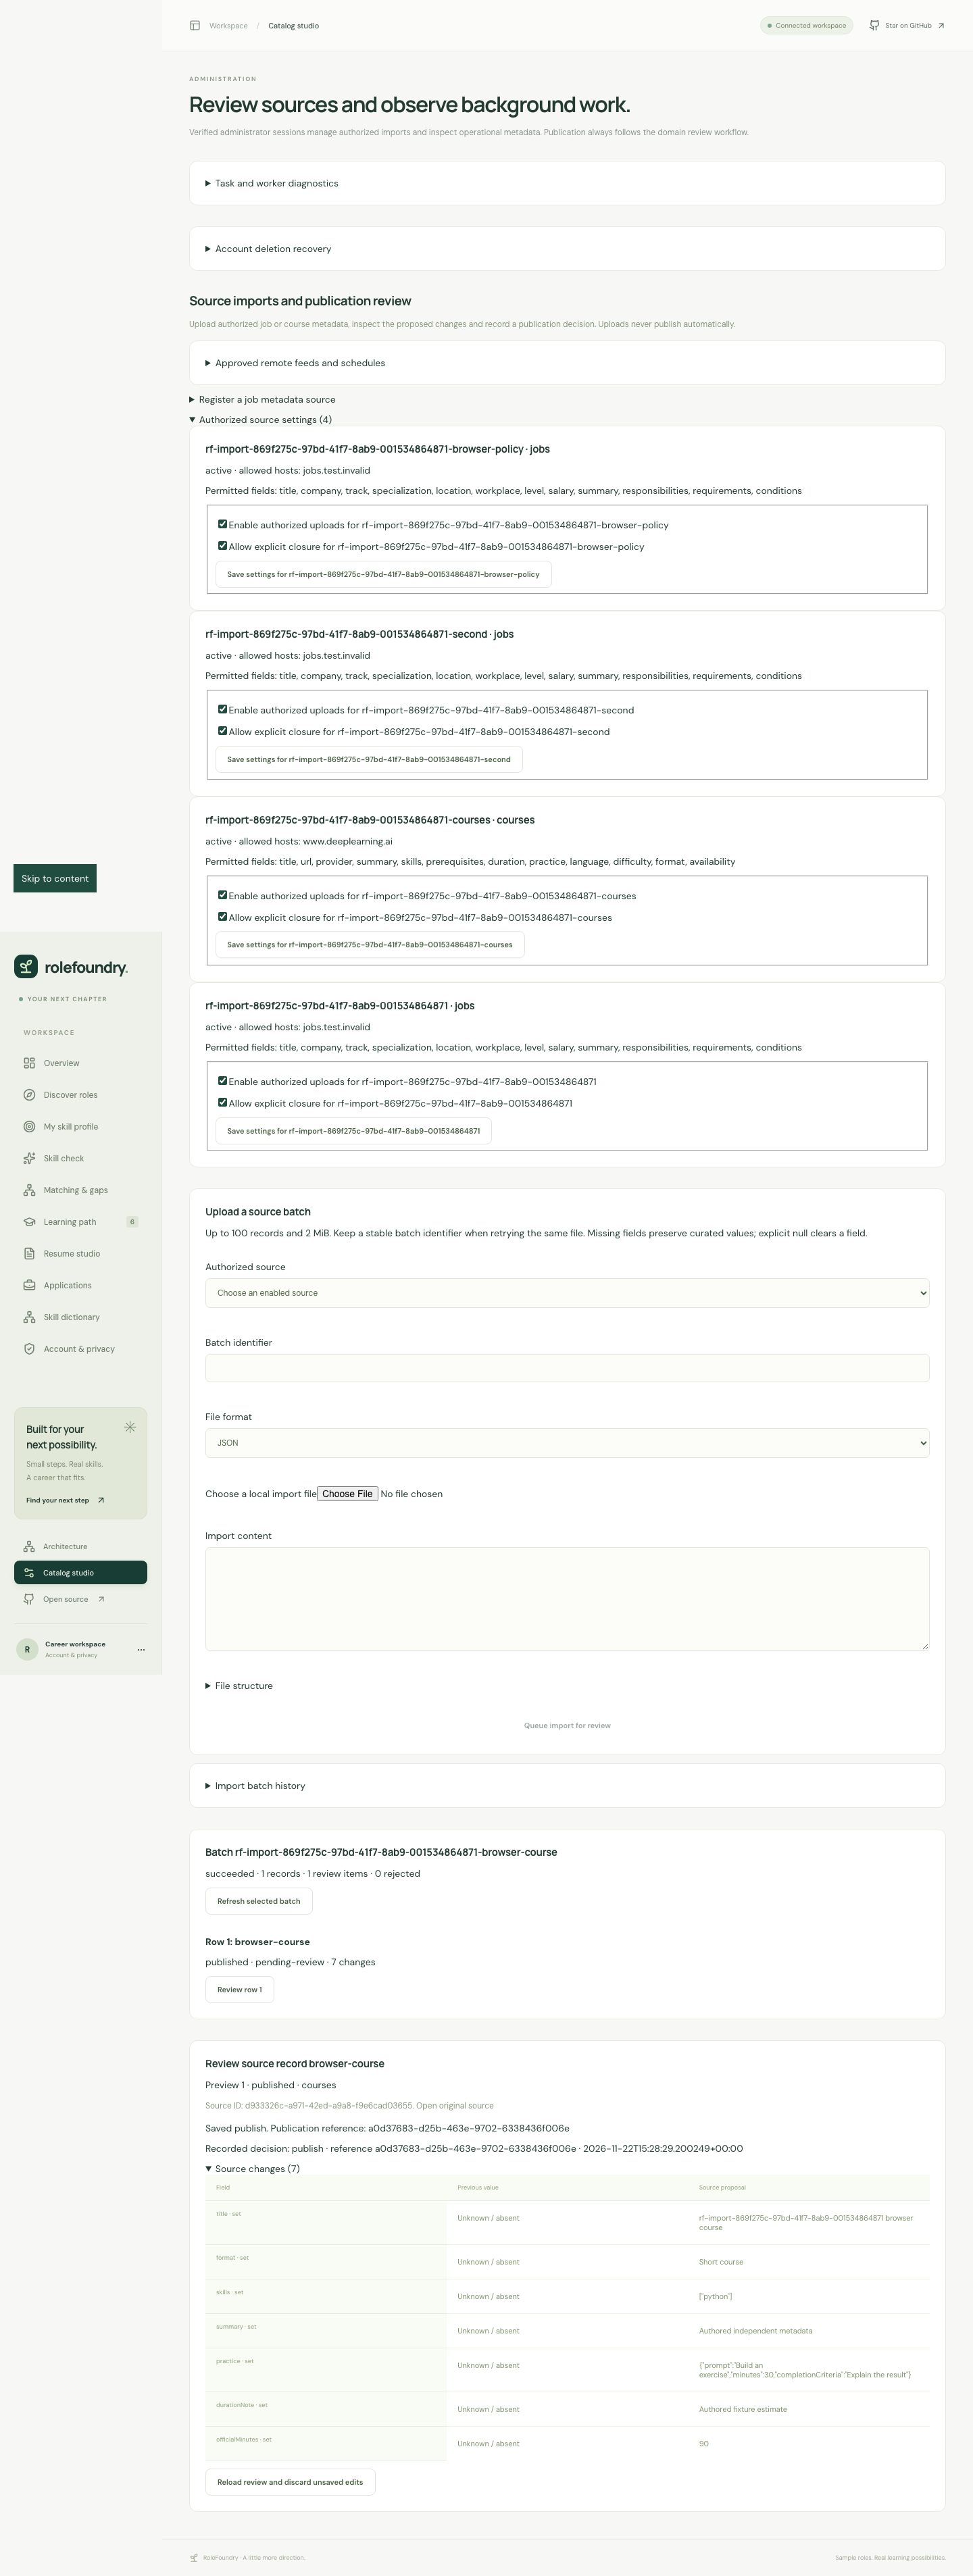 Workspace / Catalog studio
Connected workspace
Star on GitHub
ADMINISTRATION
Review sources and observe background work.
Verified administrator sessions manage authorized imports and inspect operational metadata. Publication always follows the domain review workflow.
Task and worker diagnostics
Account deletion recovery
Source imports and publication review
Upload authorized job or course metadata, inspect the proposed changes and record a publication decision. Uploads never publish automatically.
Approved remote feeds and schedules
Register a job metadata source
Authorized source settings (4)
rf-import-869f275c-97bd-41f7-8ab9-001534864871-browser-policy · jobs
active · allowed hosts: jobs.test.invalid
Permitted fields: title, company, track, specialization, location, workplace, level, salary, summary, responsibilities, requirements, conditions
Enable authorized uploads for rf-import-869f275c-97bd-41f7-8ab9-001534864871-browser-policy
Allow explicit closure for rf-import-869f275c-97bd-41f7-8ab9-001534864871-browser-policy
Save settings for rf-import-869f275c-97bd-41f7-8ab9-001534864871-browser-policy
rf-import-869f275c-97bd-41f7-8ab9-001534864871-second · jobs
active · allowed hosts: jobs.test.invalid
Permitted fields: title, company, track, specialization, location, workplace, level, salary, summary, responsibilities, requirements, conditions
Enable authorized uploads for rf-import-869f275c-97bd-41f7-8ab9-001534864871-second
Allow explicit closure for rf-import-869f275c-97bd-41f7-8ab9-001534864871-second
Save settings for rf-import-869f275c-97bd-41f7-8ab9-001534864871-second
rf-import-869f275c-97bd-41f7-8ab9-001534864871-courses · courses
active · allowed hosts: www.deeplearning.ai
Permitted fields: title, url, provider, summary, skills, prerequisites, duration, practice, language, difficulty, format, availability
Enable authorized uploads for rf-import-869f275c-97bd-41f7-8ab9-001534864871-courses
Allow explicit closure for rf-import-869f275c-97bd-41f7-8ab9-001534864871-courses
Save settings for rf-import-869f275c-97bd-41f7-8ab9-001534864871-courses
rf-import-869f275c-97bd-41f7-8ab9-001534864871 · jobs
active · allowed hosts: jobs.test.invalid
Permitted fields: title, company, track, specialization, location, workplace, level, salary, summary, responsibilities, requirements, conditions
Enable authorized uploads for rf-import-869f275c-97bd-41f7-8ab9-001534864871
Allow explicit closure for rf-import-869f275c-97bd-41f7-8ab9-001534864871
Save settings for rf-import-869f275c-97bd-41f7-8ab9-001534864871
Skip to content
rolefoundry.
YOUR NEXT CHAPTER
WORKSPACE
Overview
Discover roles
My skill profile
Skill check
Matching & gaps
Learning path 6
Resume studio
Applications
Skill dictionary
Account & privacy
Built for your
next possibility.
Small steps. Real skills.
A career that fits.
Find your next step
Architecture
Catalog studio
Open source
R
Career workspace
Account & privacy
Upload a source batch
Up to 100 records and 2 MiB. Keep a stable batch identifier when retrying the same file. Missing fields preserve curated values; explicit null clears a field.
Authorized source
Choose an enabled source
Batch identifier
File format
JSON
Choose a local import file Choose File No file chosen
Import content
File structure
Queue import for review
Import batch history
Batch rf-import-869f275c-97bd-41f7-8ab9-001534864871-browser-course
succeeded · 1 records · 1 review items · 0 rejected
Refresh selected batch
Row 1: browser-course
published · pending-review · 7 changes
Review row 1
Review source record browser-course
Preview 1 · published · courses
Source ID: d933326c-a971-42ed-a9a8-f9e6cad03655. Open original source
Saved publish. Publication reference: a0d37683-d25b-463e-9702-6338436f006e
Recorded decision: publish · reference a0d37683-d25b-463e-9702-6338436f006e · 2026-11-22T15:28:29.200249+00:00
Source changes (7)
Field Previous value Source proposal
title · set Unknown / absent rf-import-869f275c-97bd-41f7-8ab9-001534864871 browser
course
format · set Unknown / absent Short course
skills · set Unknown / absent ["python"]
summary · set Unknown / absent Authored independent metadata
practice · set Unknown / absent {"prompt":"Build an
exercise","minutes":30,"completionCriteria":"Explain the result"}
durationNote · set Unknown / absent Authored fixture estimate
officialMinutes · set Unknown / absent 90
Reload review and discard unsaved edits
RoleFoundry · A little more direction.
Sample roles. Real learning possibilities.